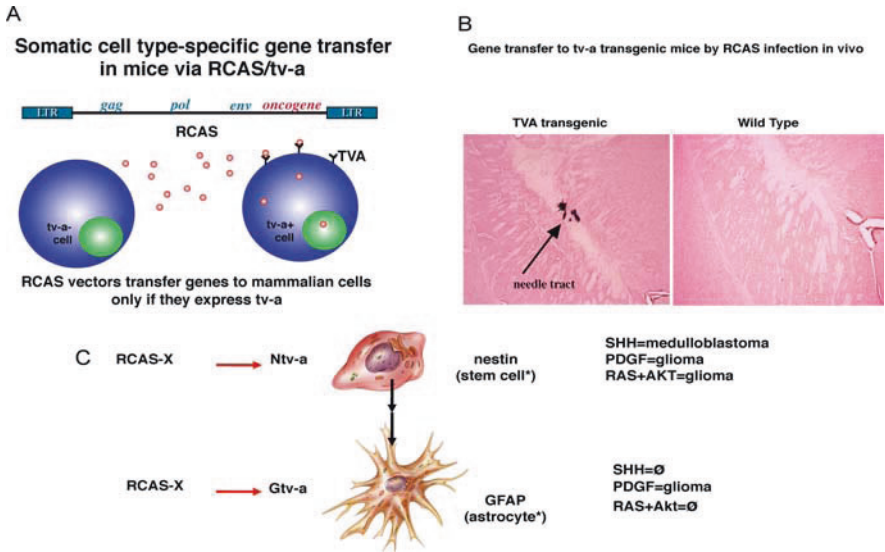 A
Somatic cell type-specific gene transfer
in mice via RCAS/tv-a
LTR gag pol env oncogene LTR
RCAS
TVA
tv-a-
cell
tv-a+
cell
RCAS vectors transfer genes to mammalian cells
only if they express tv-a
B
Gene transfer to tv-a transgenic mice by RCAS infection in vivo
TVA transgenic
Wild Type
needle tract
C
RCAS-X
Ntv-a
nestin
(stem cell*)
SHH=medulloblastoma
PDGF=glioma
RAS+AKT=glioma
RCAS-X
Gtv-a
GFAP
(astrocyte*)
SHH=Ø
PDGF=glioma
RAS+Akt=Ø